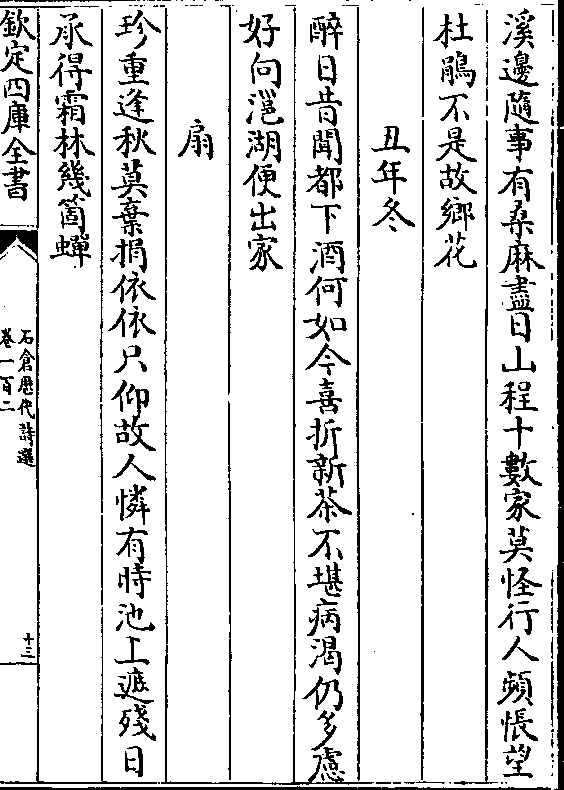 溪邊隨事有桑麻盡日山程十數家莫怪行人頻悵望
杜鵑不是故鄉花
丑年冬
醉日昔聞都下酒何如今喜折新茶不堪病渴仍多慮
好向㴩湖便出家
扇
珍重逢秋莫棄捐依依只仰故人憐有時池上遮殘日
承得霜林幾箇蟬
欽定四庫全書
石倉歷代詩選
卷一百二
十三